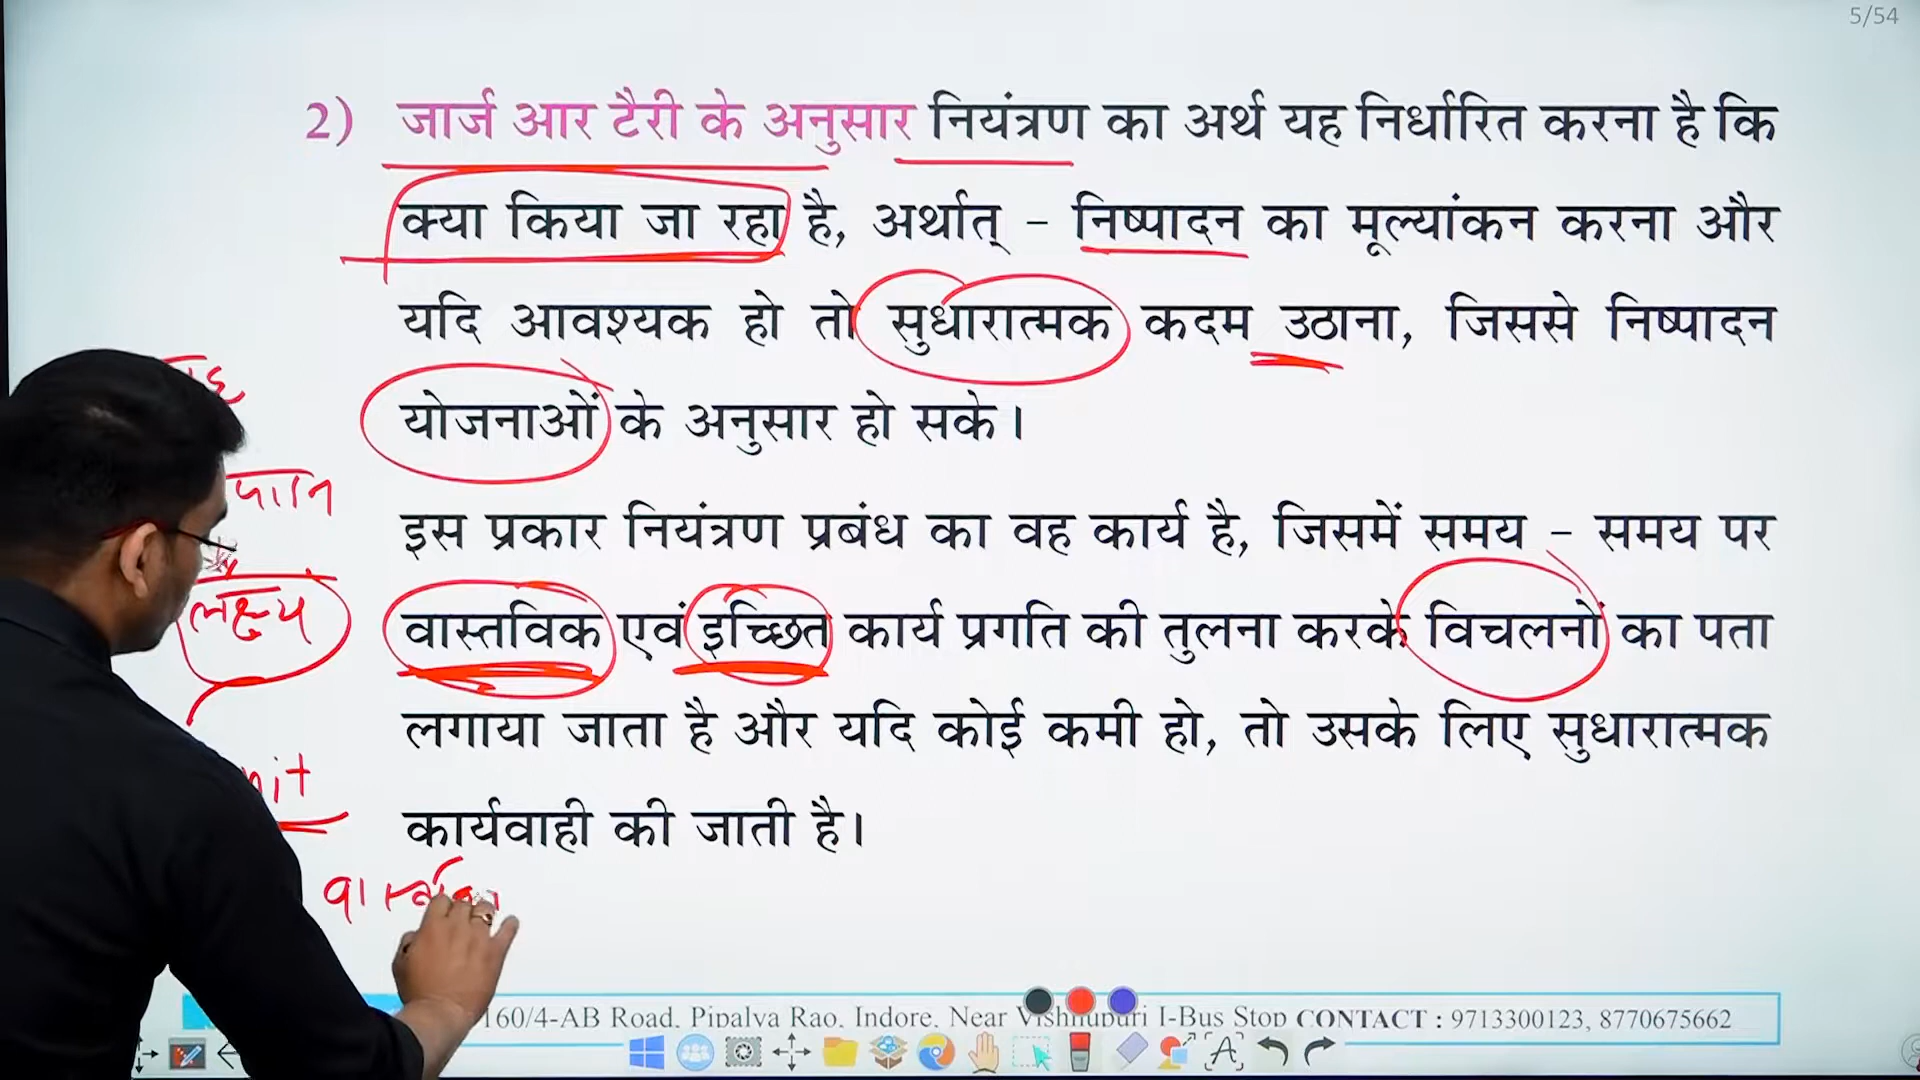 5/54
2) जार्ज आर टैरी के अनुसार नियंत्रण का अर्थ यह निर्धारित करना है कि
क्या किया जा रहा है, अर्थात् - निष्पादन का मूल्यांकन करना और
यदि आवश्यक हो तो सुधारात्मक कदम उठाना, जिससे निष्पादन
योजनाओं के अनुसार हो सके।
इस प्रकार नियंत्रण प्रबंध का वह कार्य है, जिसमें समय - समय पर
लक्ष्य
वास्तविक एवं इच्छित कार्य प्रगति की तुलना करके विचलनों का पता
लगाया जाता है और यदि कोई कमी हो, तो उसके लिए सुधारात्मक
कार्यवाही की जाती है।
160/4-AB Road, Pipalya Rao, Indore, Near Vishnupuri I-Bus Stop CONTACT : 9713300123, 8770675662